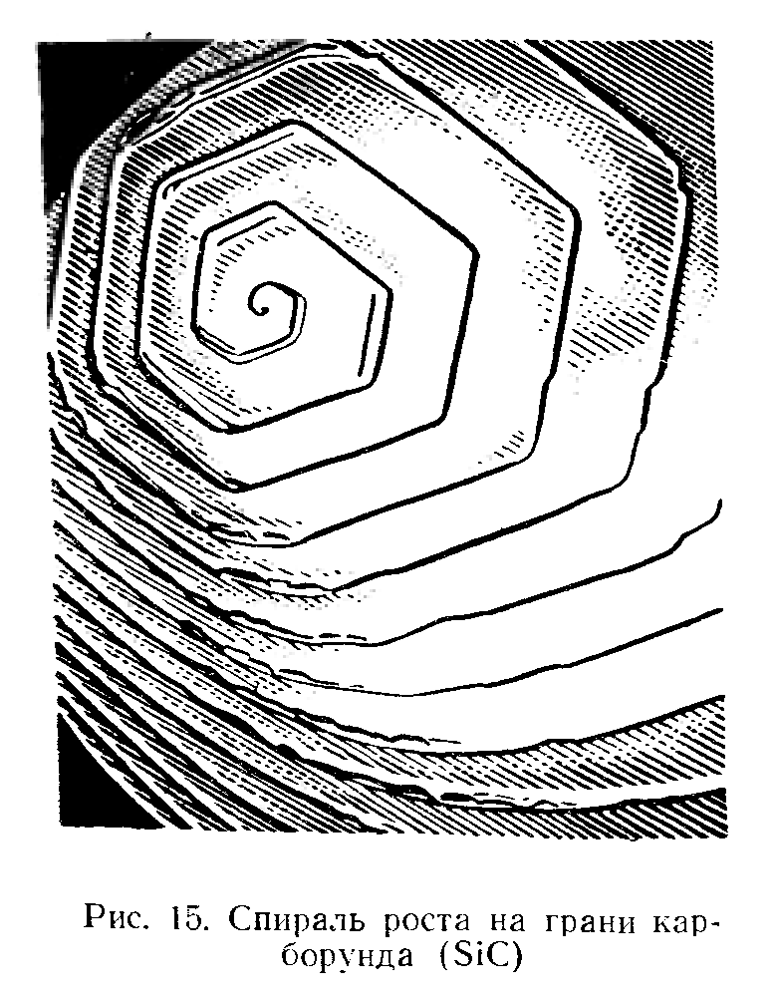 Рис. 15. Спираль роста на грани кар-
борунда (SiC)